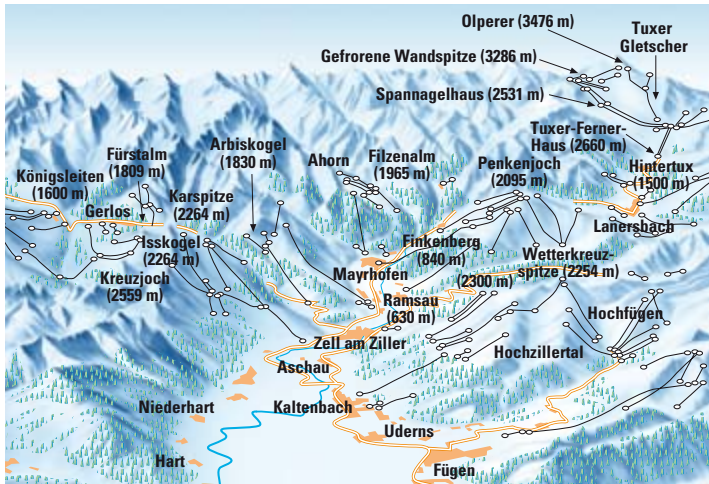 Olperer (3476 m)
Tuxer
Gletscher
Gefrorene Wandspitze (3286 m)
Spannagelhaus (2531 m)
Tuxer-Ferner-
Haus (2660 m)
Hintertux
(1500 m)
Lanersbach
Königsleiten
(1600 m)
Fürstalm
(1809 m)
Gerlos
Karspitze
(2264 m)
Arbiskogel
(1830 m)
Ahorn
Filzenalm
(1965 m)
Penkenjoch
(2095 m)
Isskogel
(2264 m)
Kreuzjoch
(2559 m)
Mayrhofen
Finkenberg
(840 m)
Wetterkreuz-
spitze (2254 m)
(2300 m)
Ramsau
(630 m)
Hochfügen
Zell am Ziller
Hochzillertal
Aschau
Niederhart
Kaltenbach
Uderns
Hart
Fügen